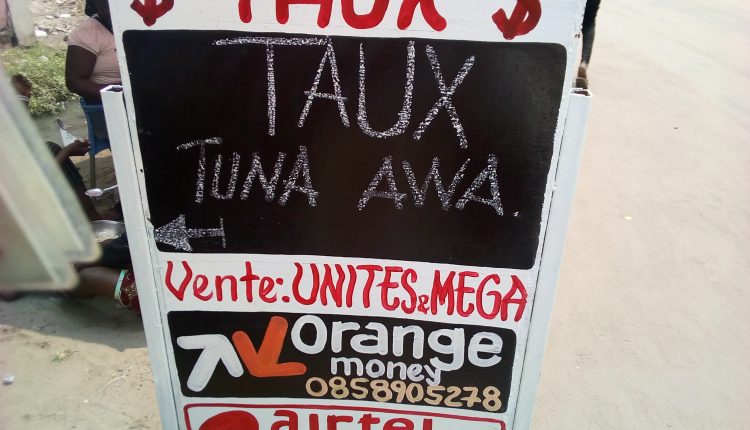 $ TAUX $
TAUX
TUNA AWA
Vente: UNITES & MEGA
Orange
money
0858905278
airtel